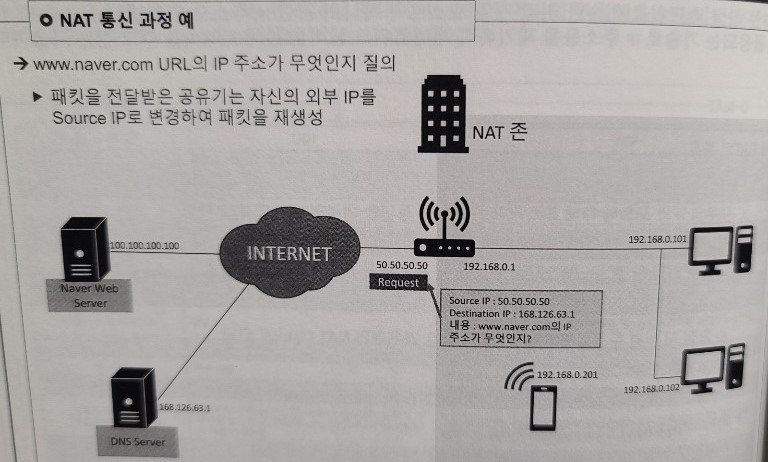 NAT 통신 과정 예
→ www.naver.com URL의 IP 주소가 무엇인지 질의
▶ 패킷을 전달받은 공유기는 자신의 외부 IP를
Source IP로 변경하여 패킷을 재생성
NAT 존
100.100.100.100
INTERNET
192.168.0.101
50.50.50.50
192.168.0.1
Naver Web
Server
Request
Source IP : 50.50.50.50
Destination IP : 168.126.63.1
내용 : www.naver.com의 IP
주소가 무엇인지?
192.168.0.201
192.168.0.102
168.126.63.1
DNS Server